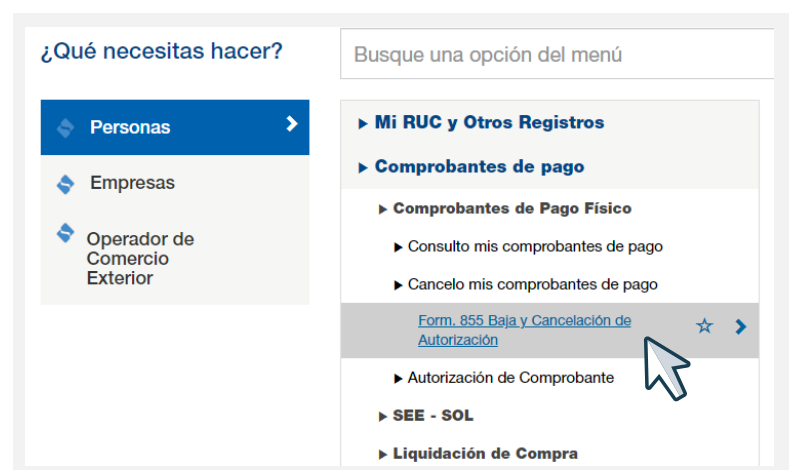 ¿Qué necesitas hacer?
Busque una opción del menú
Personas
Empresas
Operador de
Comercio
Exterior
Mi RUC y Otros Registros
Comprobantes de pago
Comprobantes de Pago Físico
Consulto mis comprobantes de pago
Cancelo mis comprobantes de pago
Form. 855 Baja y Cancelación de
Autorización
Autorización de Comprobante
SEE - SOL
Liquidación de Compra